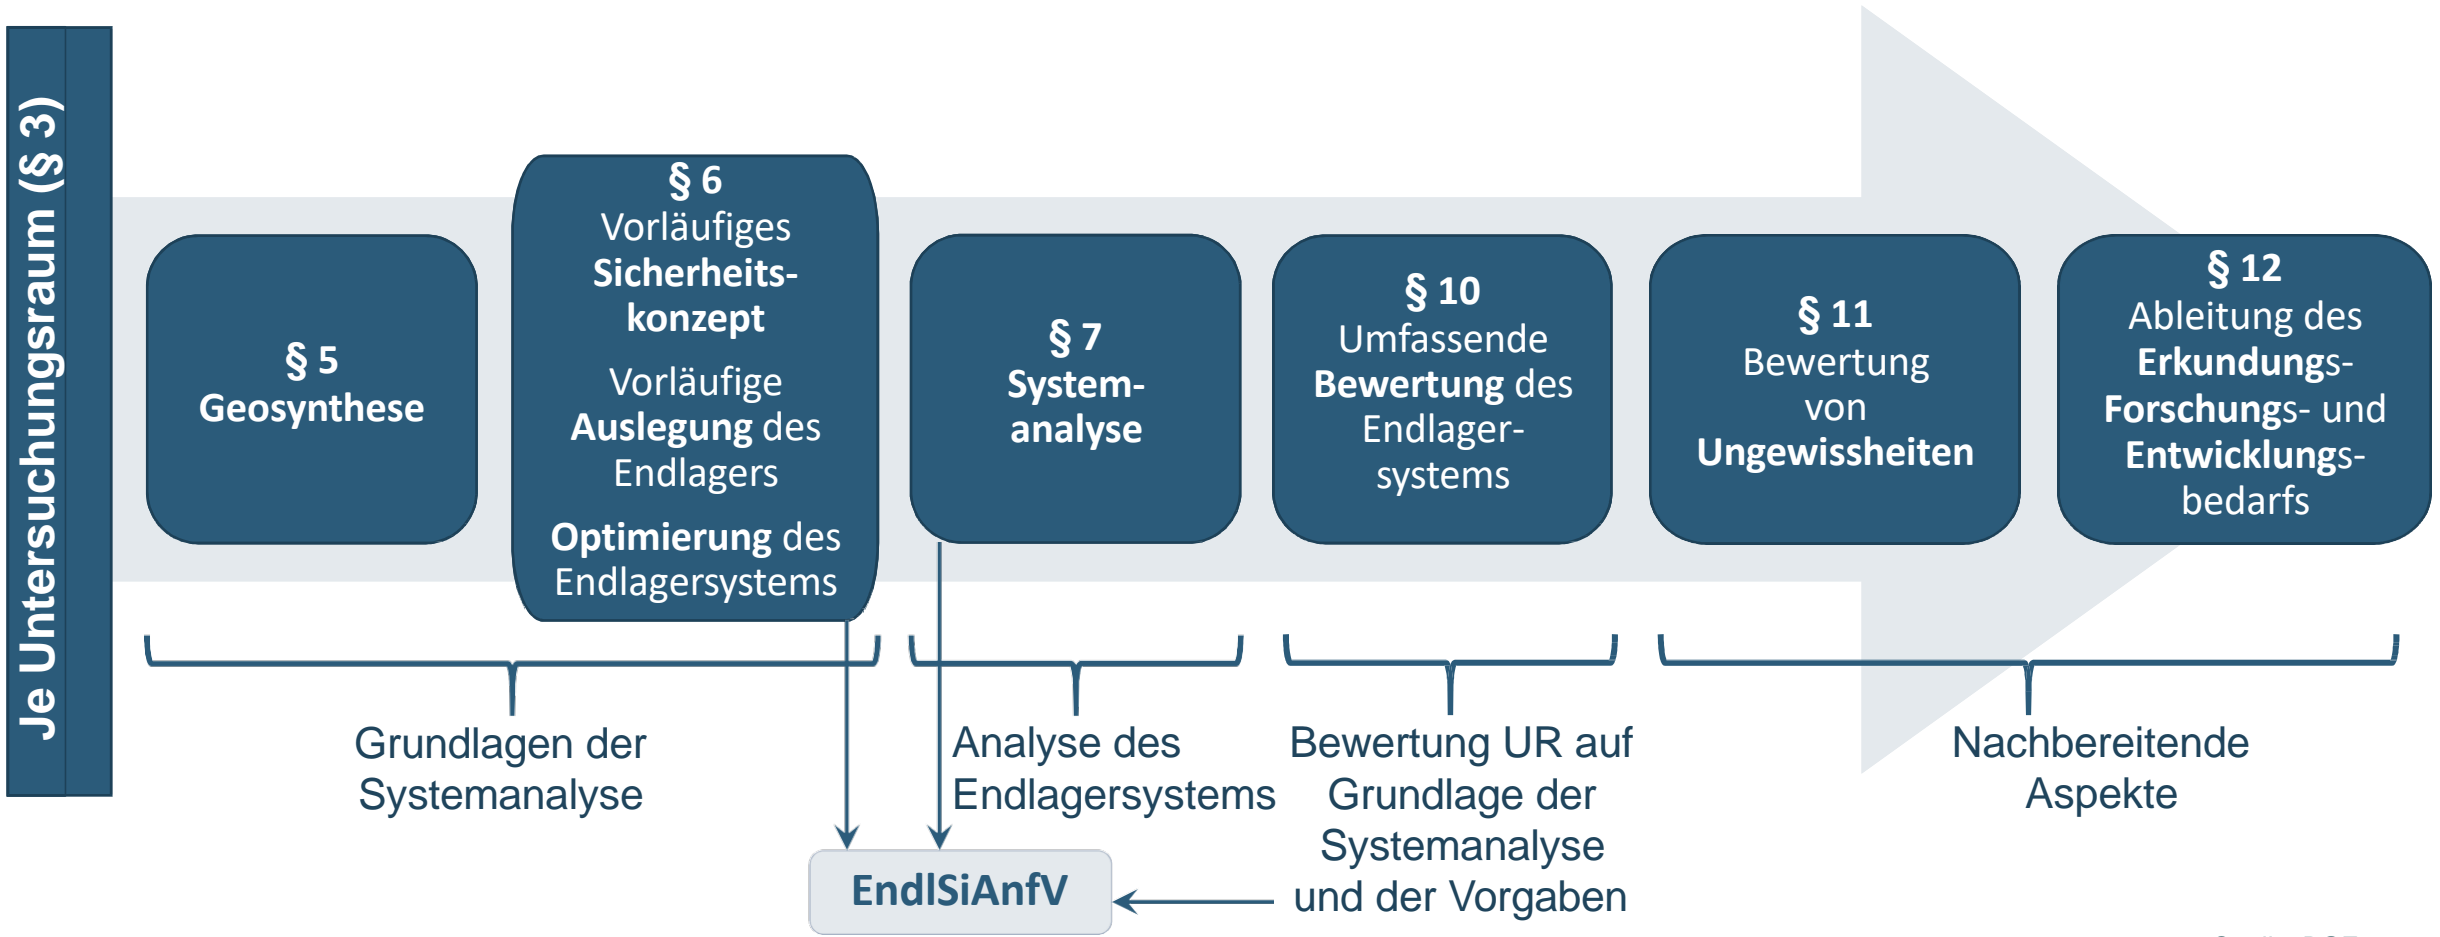 Je Untersuchungsraum (§ 3)
§ 5
Geosynthese
§ 6
Vorläufiges
Sicherheits-
konzept
Vorläufige
Auslegung des
Endlagers
Optimierung des
Endlagersystems
§ 7
System-
analyse
§ 10
Umfassende
Bewertung des
Endlager-
systems
§ 11
Bewertung
von
Ungewissheiten
§ 12
Ableitung des
Erkundungs-
Forschungs- und
Entwicklungs-
bedarfs
Grundlagen der
Systemanalyse
Analyse des
Endlagersystems
Bewertung UR auf
Grundlage der
Systemanalyse
und der Vorgaben
Nachbereitende
Aspekte
EndlSiAnfV